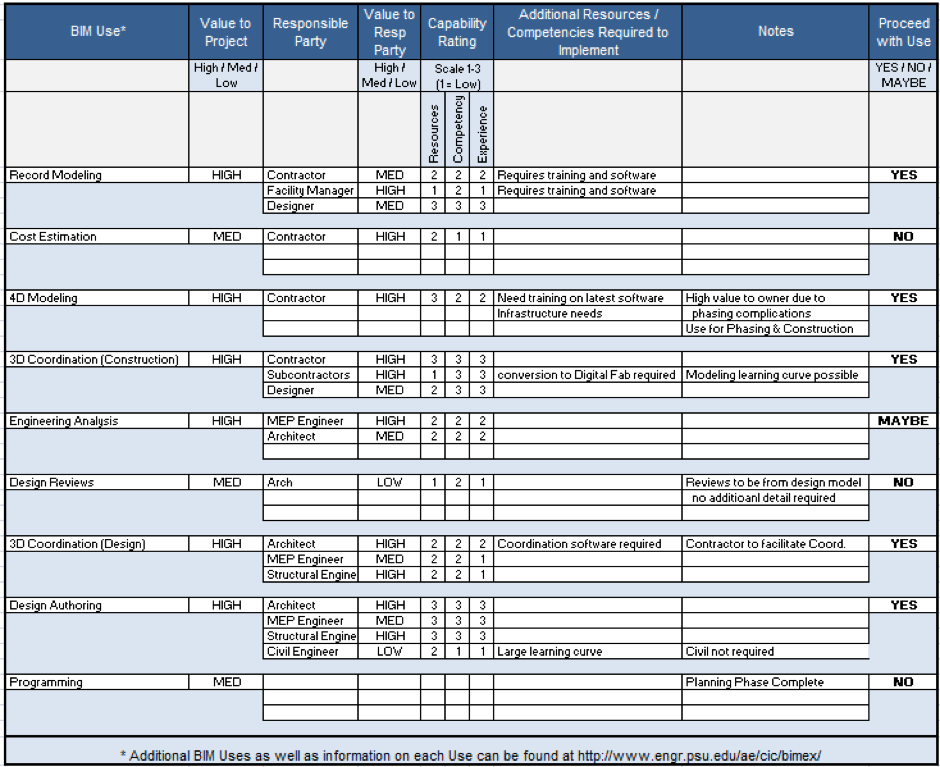 BIM Use* Value to Project Responsible Party Value to Resp Party Capability Rating Additional Resources / Competencies Required to Implement Notes Proceed with Use
High / Med / Low High / Med / Low Scale 1-3 (1 = Low) YES / NO / MAYBE
Resources Competency Experience
Record Modeling HIGH Contractor MED 2 2 2 Requires training and software YES
Facility Manager HIGH 1 2 1 Requires training and software
Designer MED 3 3 3
Cost Estimation MED Contractor HIGH 2 1 1 NO
4D Modeling HIGH Contractor HIGH 3 2 2 Need training on latest software High value to owner due to YES
Infrastructure needs phasing complications
Use for Phasing & Construction
3D Coordination (Construction) HIGH Contractor HIGH 3 3 3 YES
Subcontractors HIGH 1 3 3 conversion to Digital Fab required Modeling learning curve possible
Designer MED 2 3 3
Engineering Analysis HIGH MEP Engineer HIGH 2 2 2 MAYBE
Architect MED 2 2 2
Design Reviews MED Arch LOW 1 2 1 Reviews to be from design model NO
no additioanl detail required
3D Coordination (Design) HIGH Architect HIGH 2 2 2 Coordination software required Contractor to facilitate Coord. YES
MEP Engineer MED 2 2 1
Structural Engine HIGH 2 2 1
Design Authoring HIGH Architect HIGH 3 3 3 YES
MEP Engineer MED 3 3 3
Structural Engine HIGH 3 3 3
Civil Engineer LOW 2 1 1 Large learning curve Civil not required
Programming MED Planning Phase Complete NO
* Additional BIM Uses as well as information on each Use can be found at http://www.engr.psu.edu/ae/cic/bimex/